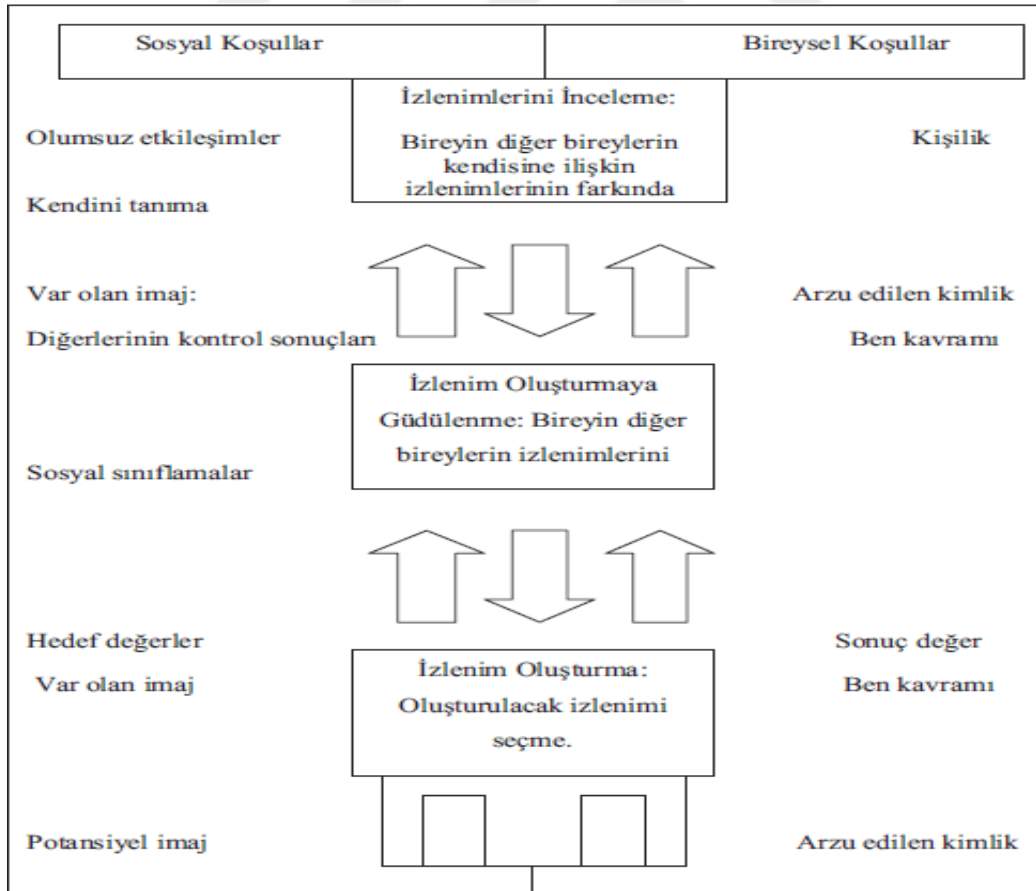 Sosyal Koşullar
Bireysel Koşullar
İzlenimlerini İnceleme:
Bireyin diğer bireylerin
kendisine ilişkin
izlenimlerinin farkında
Olumsuz etkileşimler
Kişilik
Kendini tanıma
Var olan imaj:
Arzu edilen kimlik
Diğerlerinin kontrol sonuçları
Ben kavramı
İzlenim Oluşturmaya
Güdülenme: Bireyin diğer
bireylerin izlenimlerini
Sosyal sınıflamalar
Hedef değerler
Sonuç değer
Var olan imaj
Ben kavramı
İzlenim Oluşturma:
Oluşturulacak izlenimi
seçme.
Potansiyel imaj
Arzu edilen kimlik